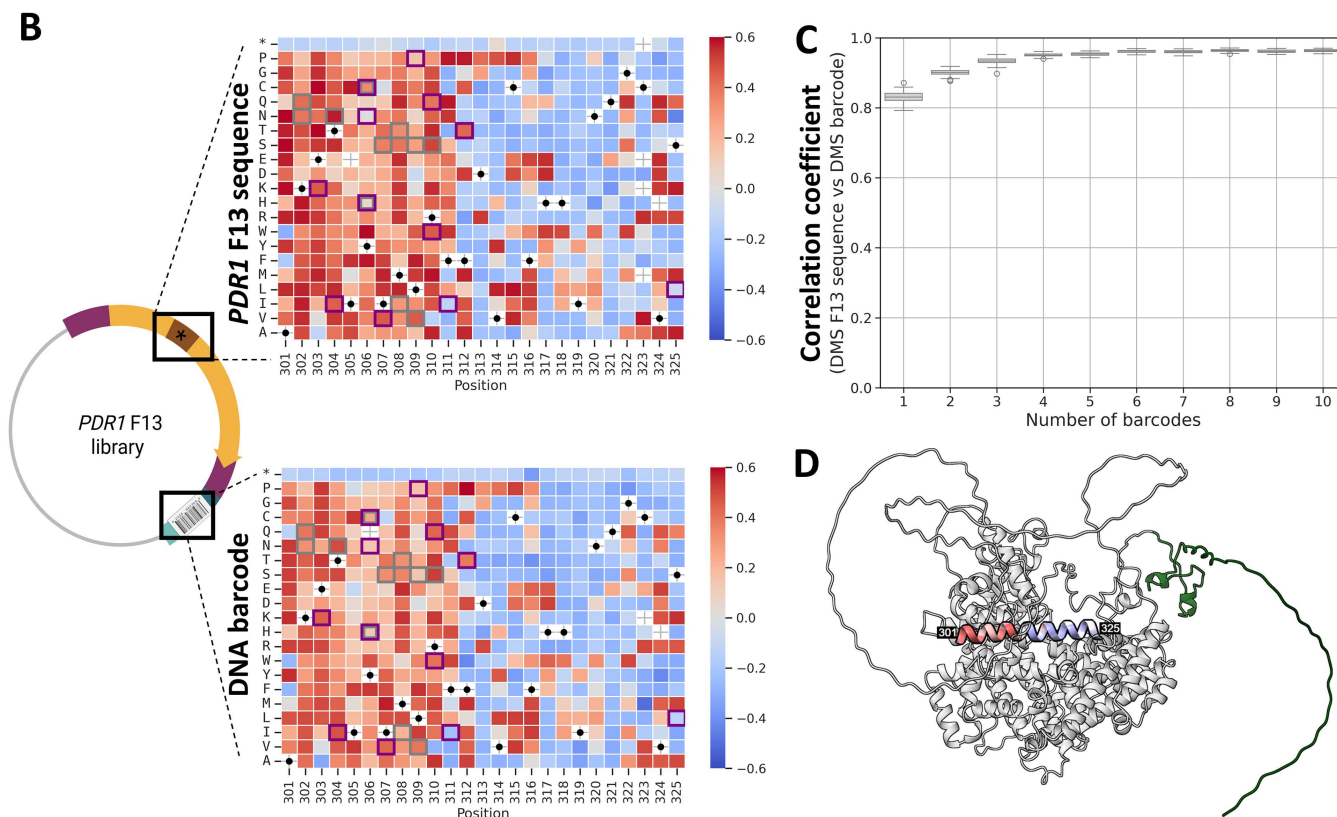 B
PDR1 F13 sequence
*
P
G
C
Q
N
T
S
E
D
K
H
R
W
Y
F
M
L
I
V
A
301 302 303 304 305 306 307 308 309 310 311 312 313 314 315 316 317 318 319 320 321 322 323 324 325
Position
0.6
0.4
0.2
0.0
−0.2
−0.4
−0.6
*
PDR1 F13
library
DNA barcode
*
P
G
C
Q
N
T
S
E
D
K
H
R
W
Y
F
M
L
I
V
A
301 302 303 304 305 306 307 308 309 310 311 312 313 314 315 316 317 318 319 320 321 322 323 324 325
Position
0.6
0.4
0.2
0.0
−0.2
−0.4
−0.6
C
Correlation coefficient
(DMS F13 sequence vs DMS barcode)
1.0
0.8
0.6
0.4
0.2
0.0
1 2 3 4 5 6 7 8 9 10
Number of barcodes
D
301
325